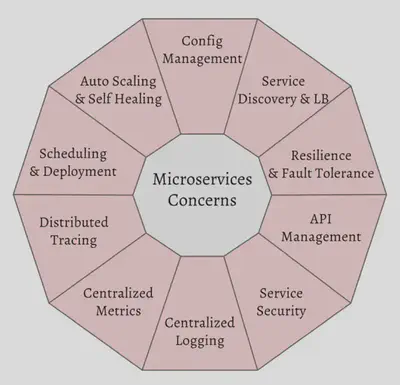 Config
Management
Service
Discovery & LB
Resilience
& Fault Tolerance
API
Management
Service
Security
Centralized
Logging
Centralized
Metrics
Distributed
Tracing
Scheduling
& Deployment
Auto Scaling
& Self Healing
Microservices
Concerns